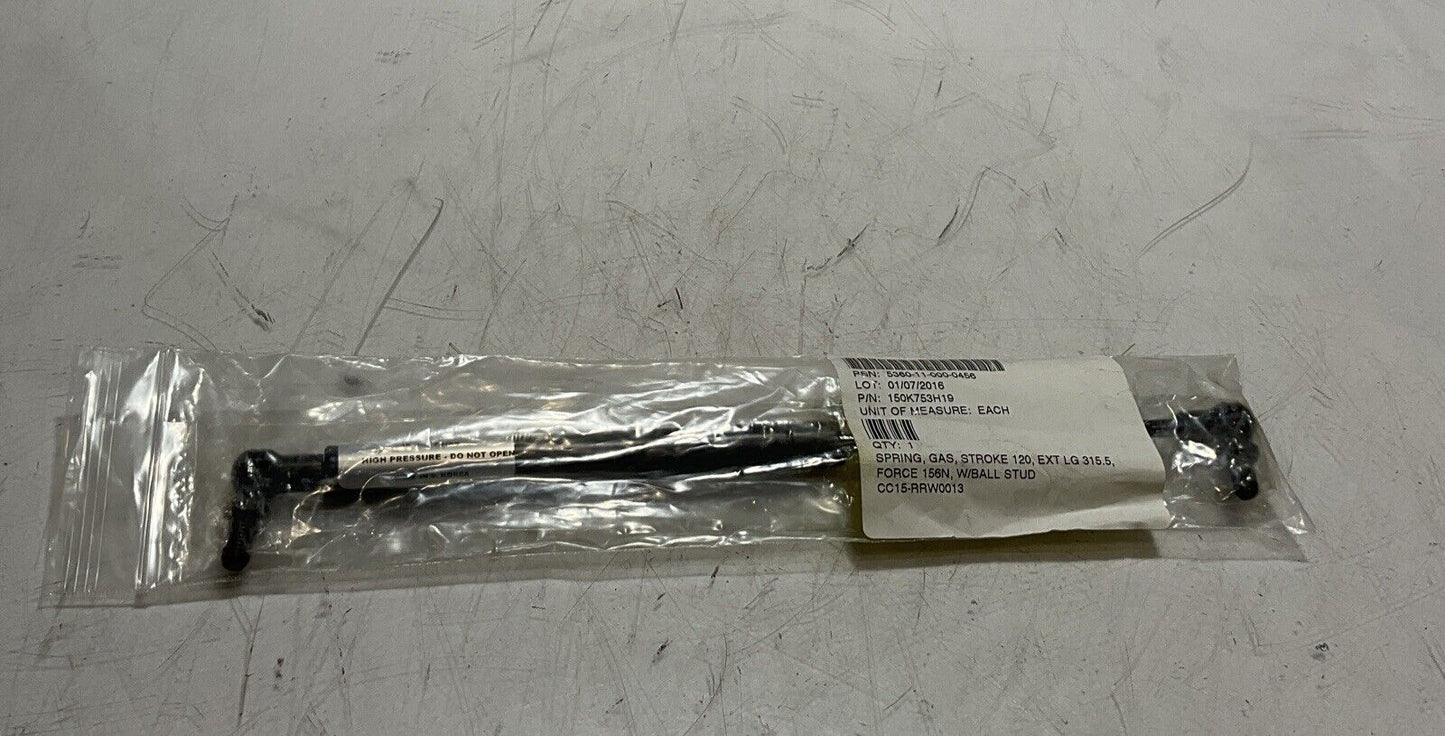 HIGH PRESSURE - DO NOT OPEN
P&N: 5360-11-000-0456
LOT: 01/07/2016
P/N: 150K753H19
UNIT OF MEASURE: EACH
QTY: 1
SPRING, GAS, STROKE 120, EXT LG 315.5,
FORCE 156N, W/BALL STUD
CC15-RRW0013